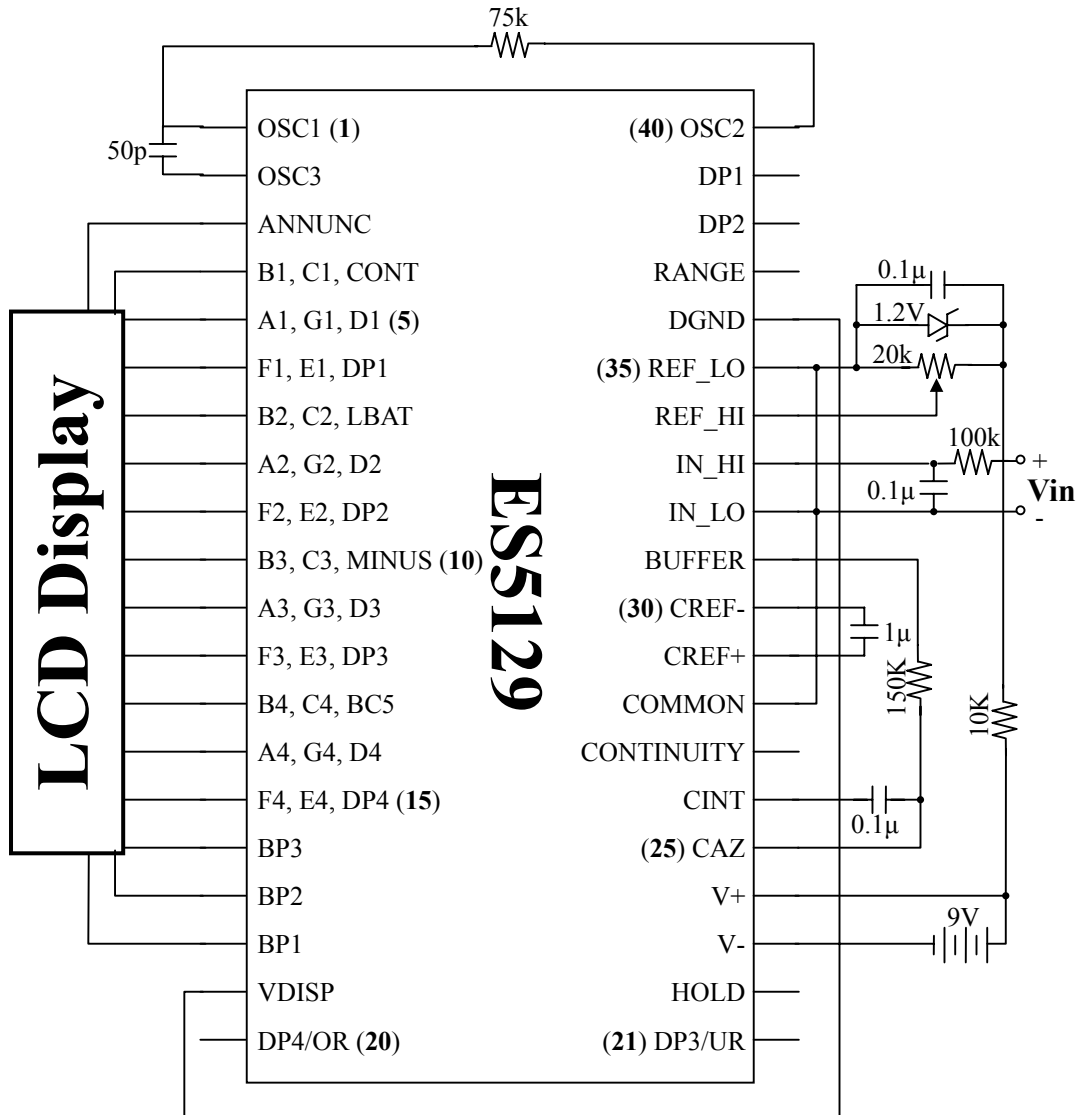 75k
50p
OSC1 (1)
OSC3
ANNUNC
B1, C1, CONT
A1, G1, D1 (5)
F1, E1, DP1
B2, C2, LBAT
A2, G2, D2
F2, E2, DP2
B3, C3, MINUS (10)
A3, G3, D3
F3, E3, DP3
B4, C4, BC5
A4, G4, D4
F4, E4, DP4 (15)
BP3
BP2
BP1
VDISP
DP4/OR (20)
LCD Display
ES5129
(40) OSC2
DP1
DP2
RANGE
DGND
(35) REF_LO
REF_HI
IN_HI
IN_LO
BUFFER
(30) CREF-
CREF+
COMMON
CONTINUITY
CINT
(25) CAZ
V+
V-
HOLD
(21) DP3/UR
0.1µ
1.2V
20k
100k
+
0.1µ
Vin
-
1µ
150K
10K
0.1µ
9V